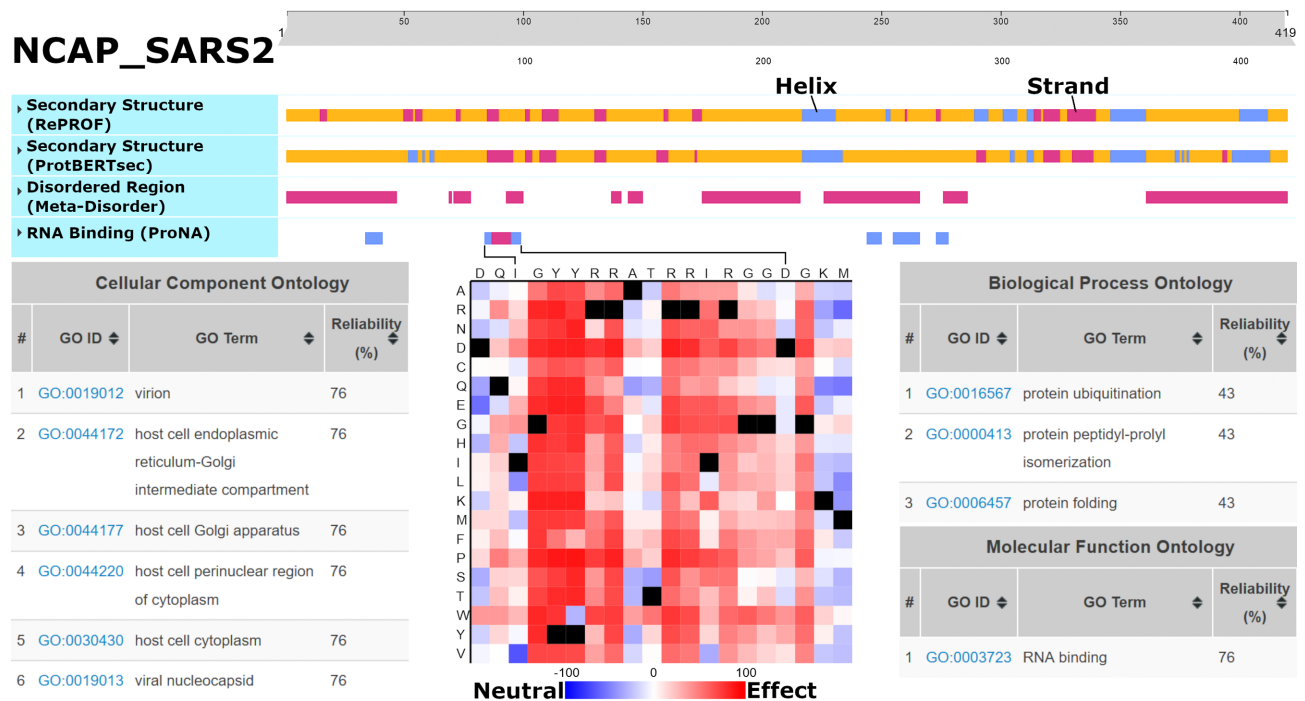 50 100 150 200 250 300 350 400
1 419
NCAP_SARS2
100 200 300 400
Helix Strand
Secondary Structure
(RePROF)
Secondary Structure
(ProtBERTsec)
Disordered Region
(Meta-Disorder)
RNA Binding (ProNA)
Cellular Component Ontology
# GO ID GO Term Reliability
(%)
1 GO:0019012 virion 76
2 GO:0044172 host cell endoplasmic 76
reticulum-Golgi
intermediate compartment
3 GO:0044177 host cell Golgi apparatus 76
4 GO:0044220 host cell perinuclear region 76
of cytoplasm
5 GO:0030430 host cell cytoplasm 76
6 GO:0019013 viral nucleocapsid 76
D Q I G Y Y R R A T R R I R G G D G K M
A
R
N
D
C
Q
E
G
H
I
L
K
M
F
P
S
T
W
Y
V
-100 0 100
Neutral Effect
Biological Process Ontology
# GO ID GO Term Reliability
(%)
1 GO:0016567 protein ubiquitination 43
2 GO:0000413 protein peptidyl-prolyl 43
isomerization
3 GO:0006457 protein folding 43
Molecular Function Ontology
# GO ID GO Term Reliability
(%)
1 GO:0003723 RNA binding 76